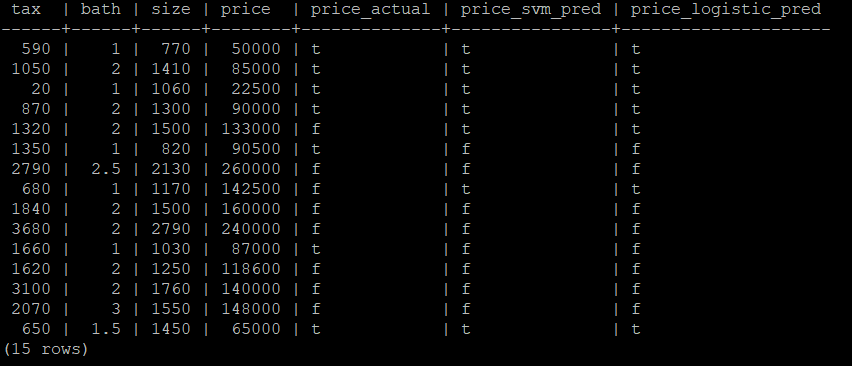 tax  | bath | size | price  | price_actual | price_svm_pred | price_logistic_pred
------+------+------+--------+--------------+----------------+---------------------
  590 |    1 |  770 |  50000 | t            | t              | t
 1050 |    2 | 1410 |  85000 | t            | t              | t
   20 |    1 | 1060 |  22500 | t            | t              | t
  870 |    2 | 1300 |  90000 | t            | t              | t
 1320 |    2 | 1500 | 133000 | f            | t              | t
 1350 |    1 |  820 |  90500 | t            | f              | f
 2790 |  2.5 | 2130 | 260000 | f            | f              | f
  680 |    1 | 1170 | 142500 | f            | t              | t
 1840 |    2 | 1500 | 160000 | f            | f              | f
 3680 |    2 | 2790 | 240000 | f            | f              | f
 1660 |    1 | 1030 |  87000 | t            | f              | f
 1620 |    2 | 1250 | 118600 | f            | f              | f
 3100 |    2 | 1760 | 140000 | f            | f              | f
 2070 |    3 | 1550 | 148000 | f            | f              | f
  650 |  1.5 | 1450 |  65000 | t            | t              | t
(15 rows)